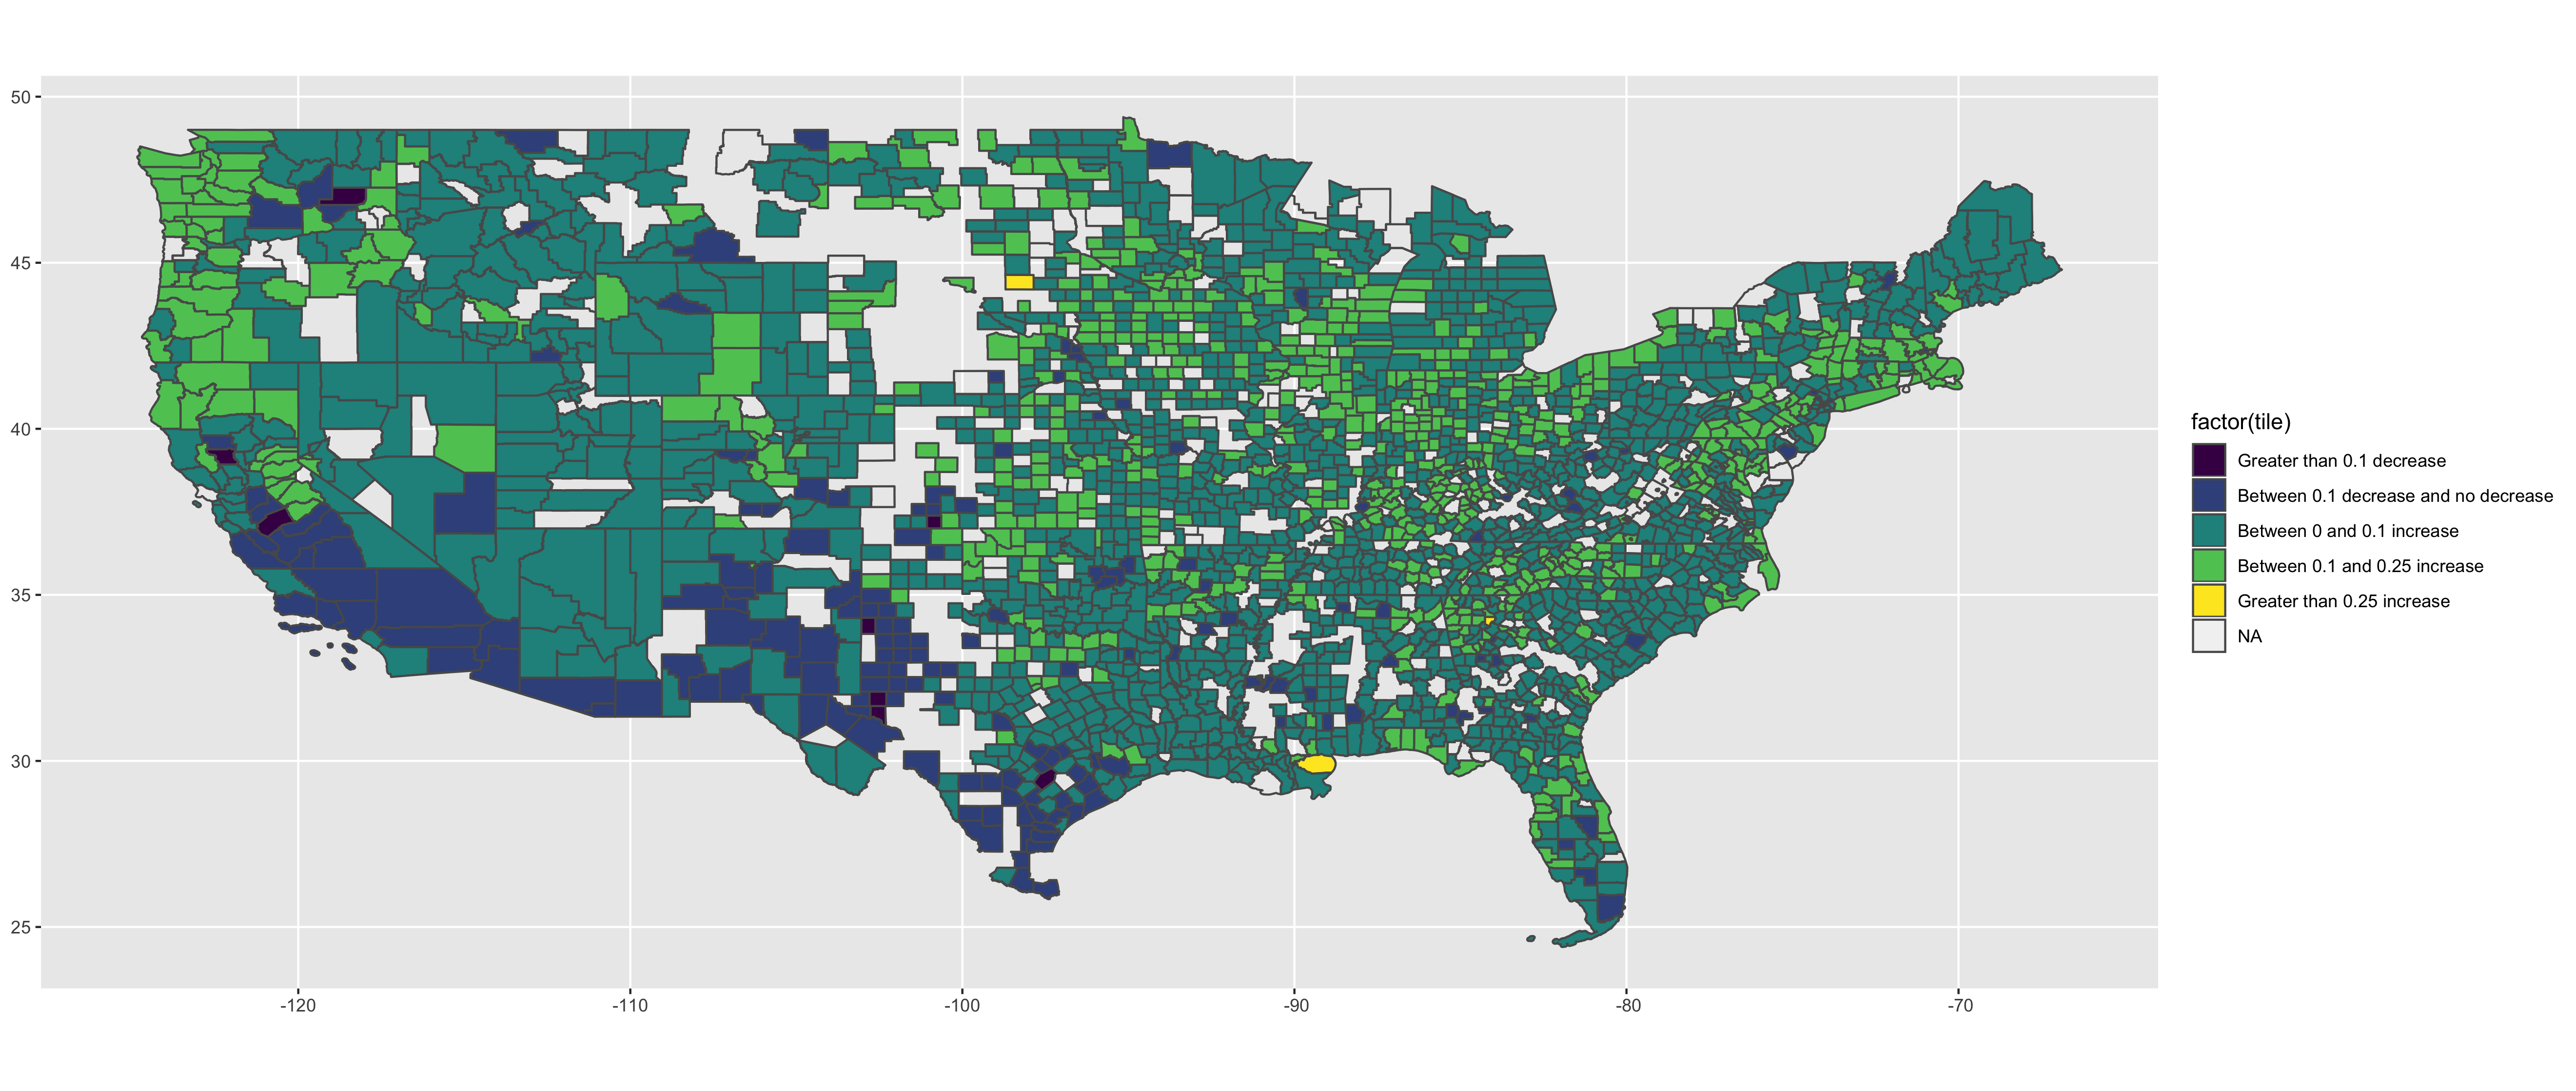 50
45
40
35
30
25
-120
-110
-100
-90
-80
-70
factor(tile)
Greater than 0.1 decrease
Between 0.1 decrease and no decrease
Between 0 and 0.1 increase
Between 0.1 and 0.25 increase
Greater than 0.25 increase
NA